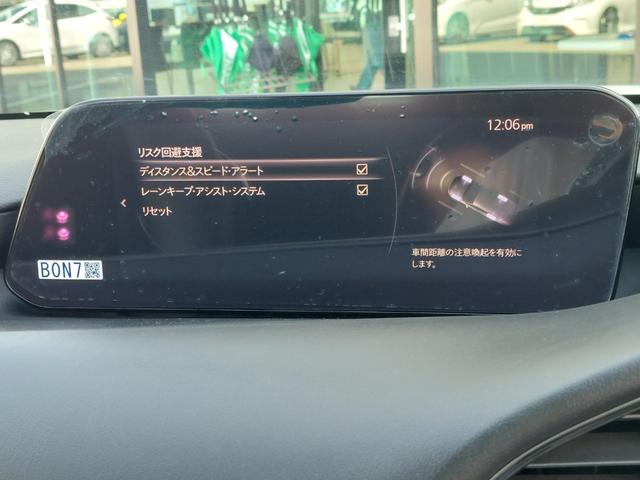 12:06pm
リスク回避支援
ディスタンス&スピード・アラート
レーンキープ・アシスト・システム
リセット
車間距離の注意喚起を有効に
します。
BON7